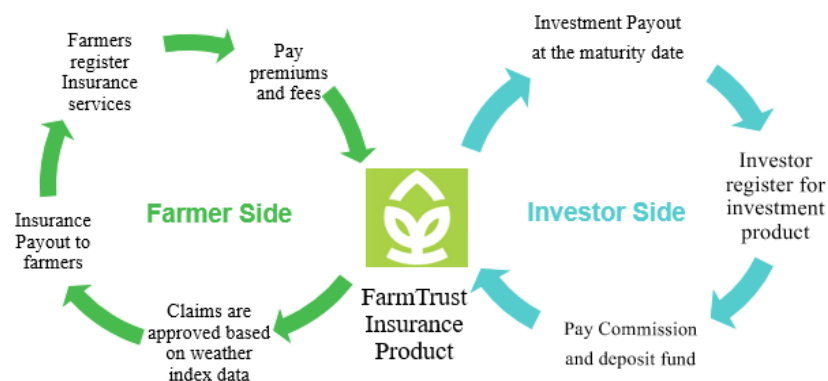 Farmers
register
Insurance
services
Pay
premiums
and fees
Insurance
Payout to
farmers
Farmer Side
Claims are
approved based
on weather
index data
FarmTrust
Insurance
Product
Investment Payout
at the maturity date
Investor
register for
investment
product
Investor Side
Pay Commission
and deposit fund